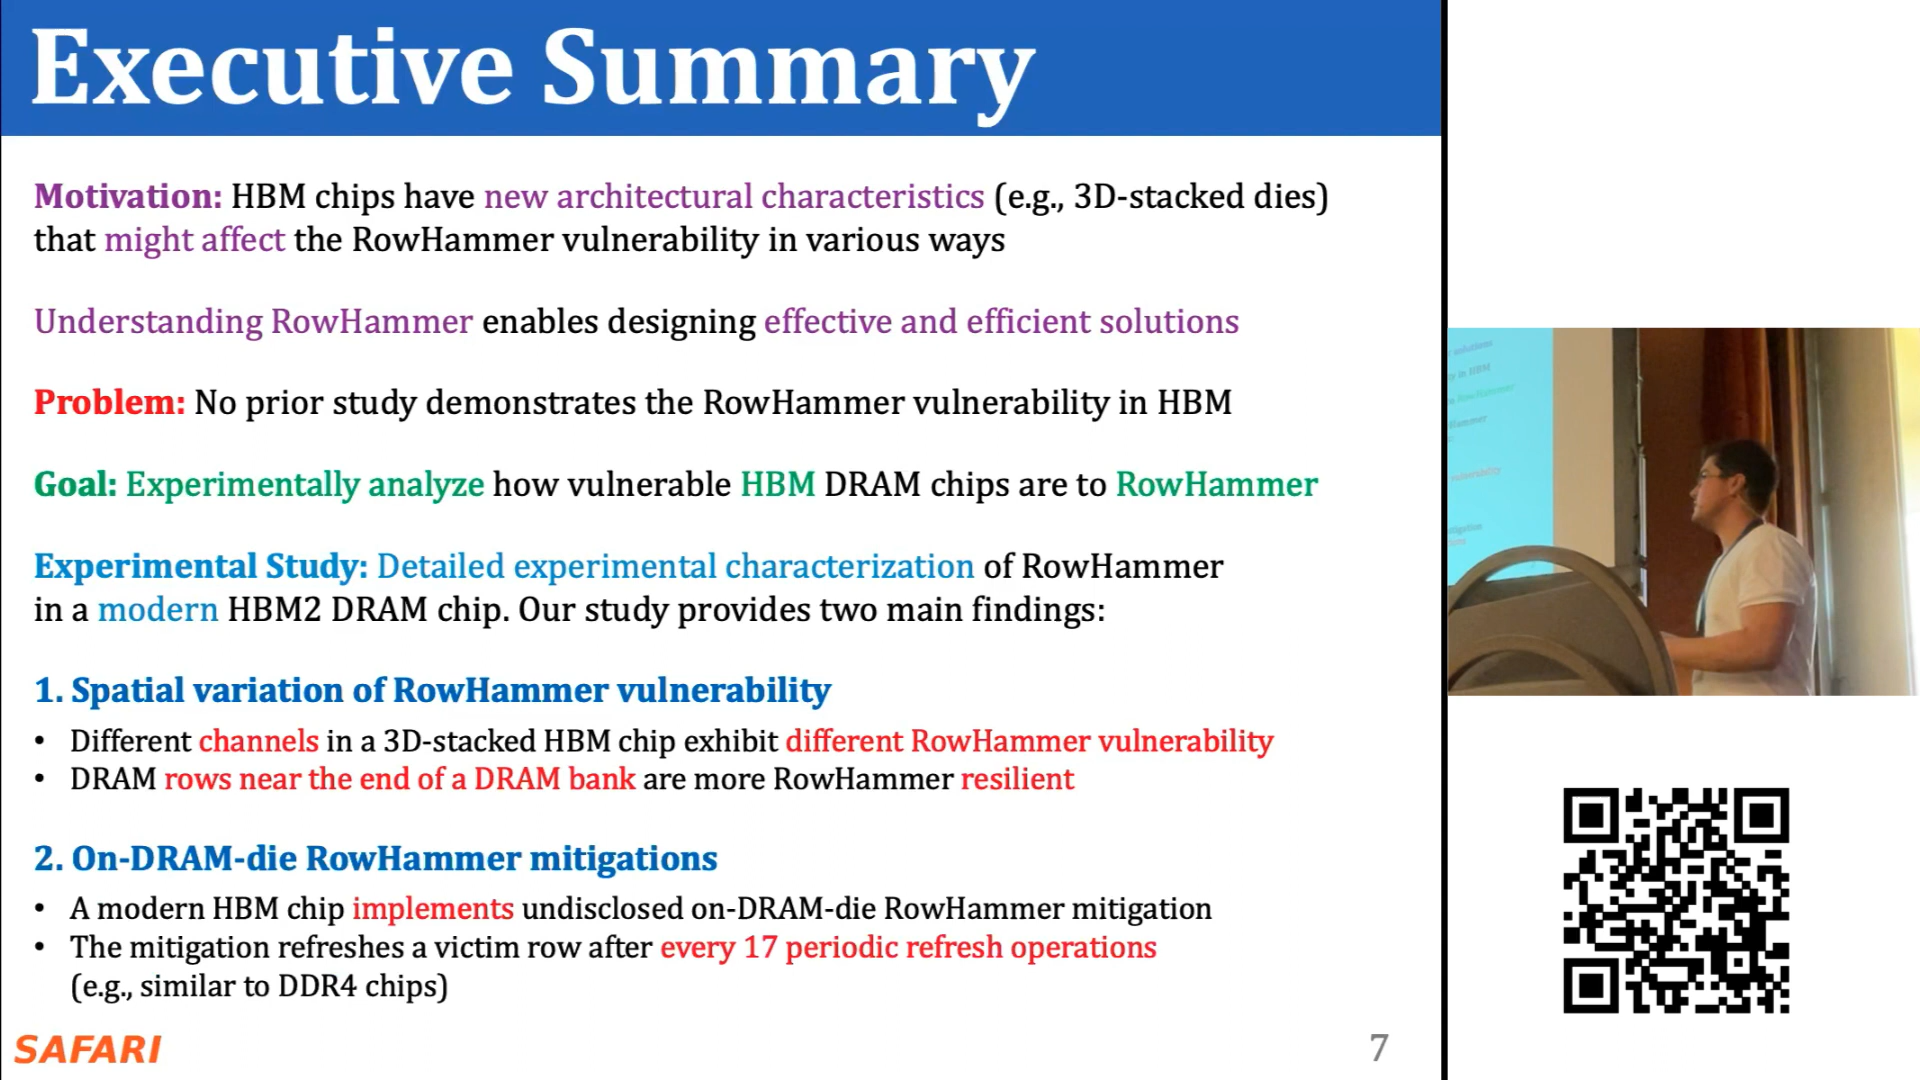 Executive Summary
Motivation: HBM chips have new architectural characteristics (e.g., 3D-stacked dies)
that might affect the RowHammer vulnerability in various ways
Understanding RowHammer enables designing effective and efficient solutions
Problem: No prior study demonstrates the RowHammer vulnerability in HBM
Goal: Experimentally analyze how vulnerable HBM DRAM chips are to RowHammer
Experimental Study: Detailed experimental characterization of RowHammer
in a modern HBM2 DRAM chip. Our study provides two main findings:
1. Spatial variation of RowHammer vulnerability
• Different channels in a 3D-stacked HBM chip exhibit different RowHammer vulnerability
• DRAM rows near the end of a DRAM bank are more RowHammer resilient
2. On-DRAM-die RowHammer mitigations
• A modern HBM chip implements undisclosed on-DRAM-die RowHammer mitigation
• The mitigation refreshes a victim row after every 17 periodic refresh operations
(e.g., similar to DDR4 chips)
SAFARI
7
solutions
in HBM
RowHammer
vulnerability